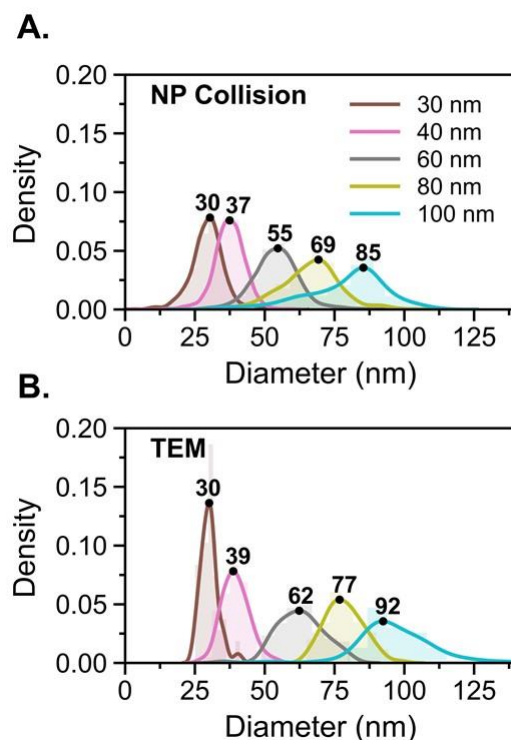 A.
0.20
NP Collision
30 nm
0.15
40 nm
60 nm
0.10
80 nm
30 37
100 nm
55
0.05
69
85
0.00
0 25 50 75 100 125
Density
Diameter (nm)
B.
0.20
TEM
0.15
30
0.10
39
62
77
92
0.05
0.00
0 25 50 75 100 125
Density
Diameter (nm)